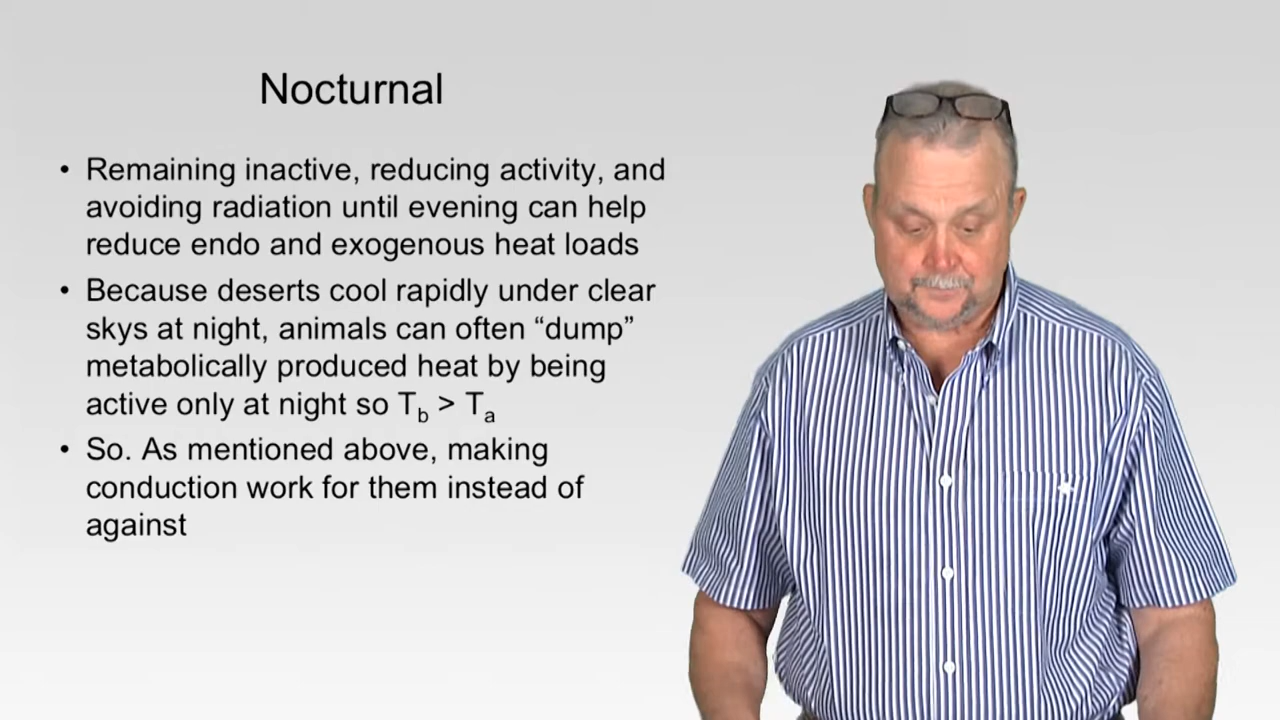 Nocturnal
• Remaining inactive, reducing activity, and
avoiding radiation until evening can help
reduce endo and exogenous heat loads
• Because deserts cool rapidly under clear
skys at night, animals can often “dump”
metabolically produced heat by being
active only at night so Tb > Ta
• So. As mentioned above, making
conduction work for them instead of
against